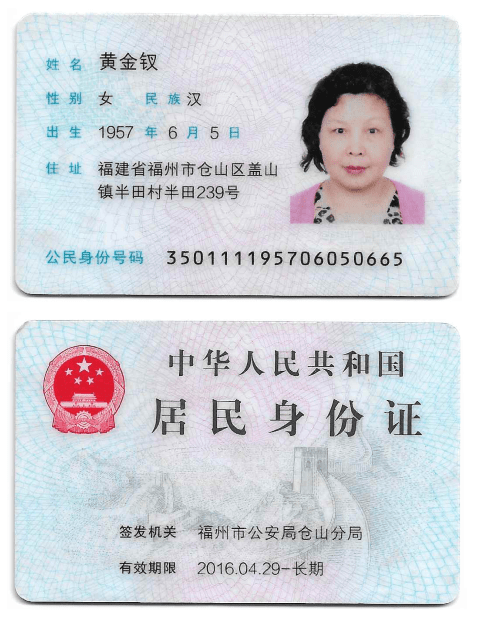 姓名 黄金钗
性别 女 民族 汉
出生 1957 年 6 月 5 日
住址 福建省福州市仓山区盖山
镇半田村半田239号
公民身份号码 350111195706050665
中华人民共和国
居民身份证
签发机关 福州市公安局仓山分局
有效期限 2016.04.29-长期